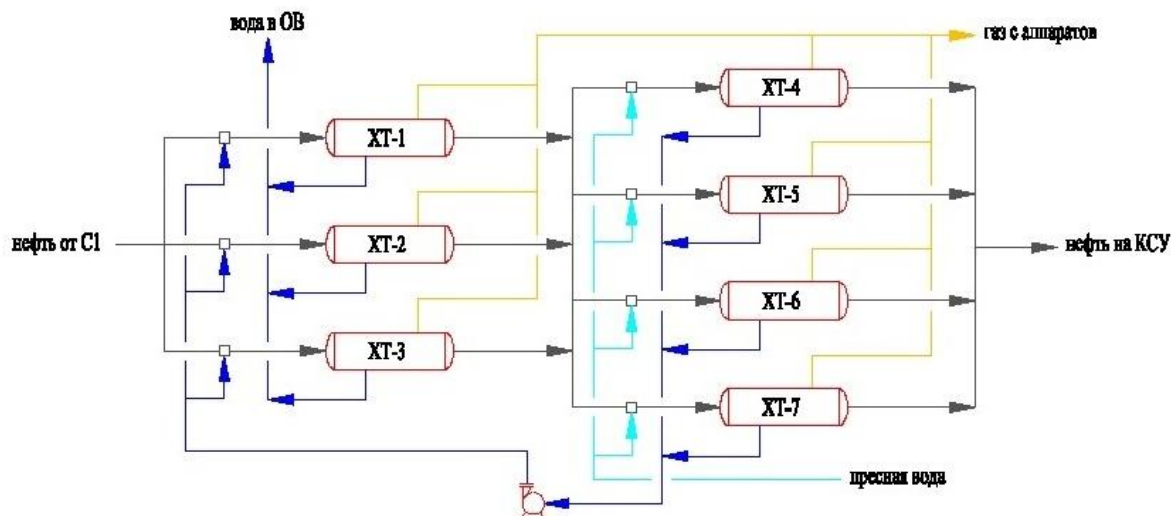 вода в ОВ
газ с аппаратов
ХТ-4
ХТ-1
ХТ-5
нефть от С1
ХТ-2
нефть на КСУ
ХТ-6
ХТ-3
ХТ-7
пресная вода